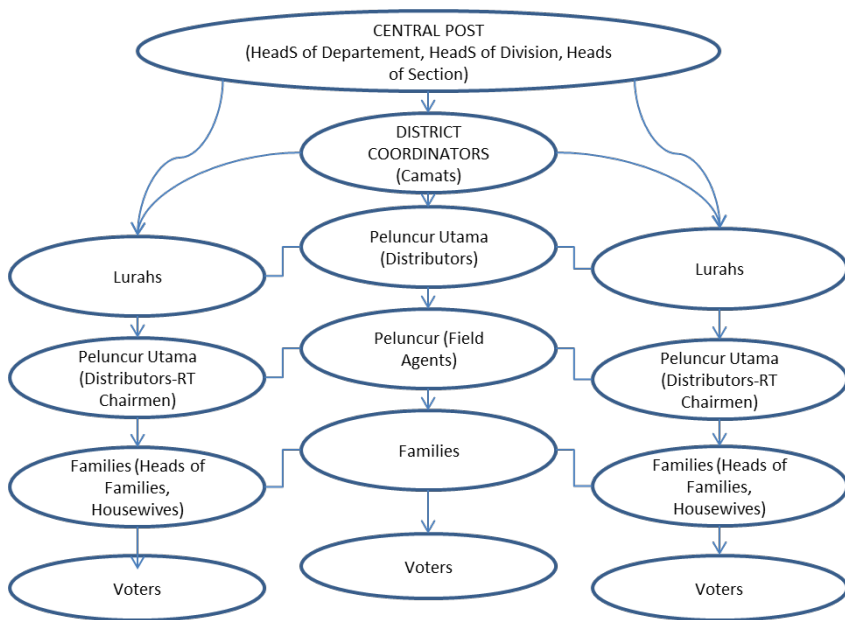 CENTRAL POST
(HeadS of Departement, HeadS of Division, Heads
of Section)
DISTRICT
COORDINATORS
(Camats)
Peluncur Utama
(Distributors)
Lurahs
Lurahs
Peluncur (Field
Agents)
Peluncur Utama
(Distributors-RT
Chairmen)
Peluncur Utama
(Distributors-RT
Chairmen)
Families
Families (Heads of
Families,
Housewives)
Families (Heads of
Families,
Housewives)
Voters
Voters
Voters